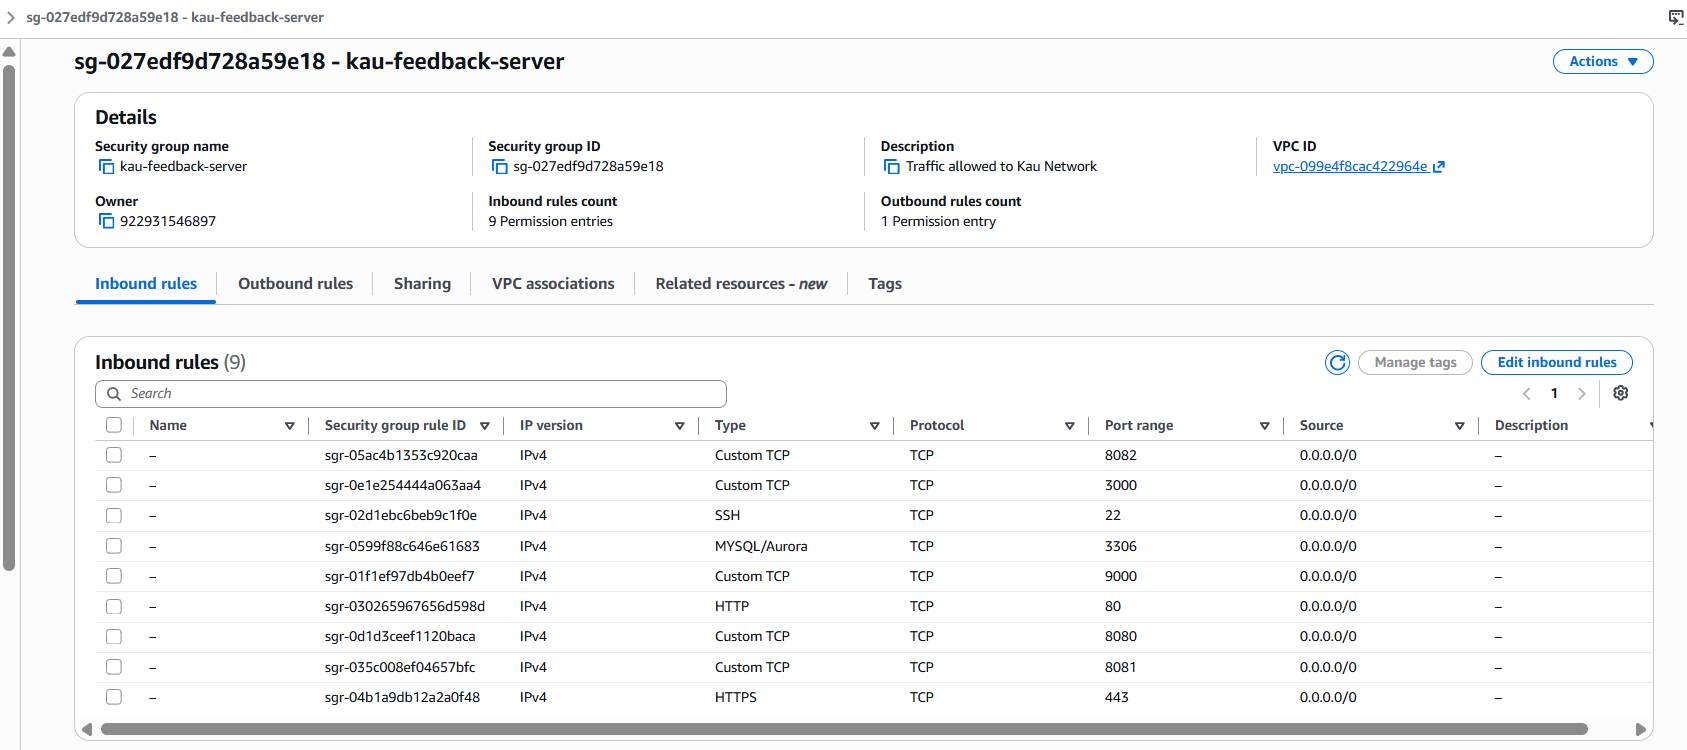 sg-027edf9d728a59e18 - kau-feedback-server
sg-027edf9d728a59e18 - kau-feedback-server
Actions
Details
Security group name
kau-feedback-server
Security group ID
sg-027edf9d728a59e18
Description
Traffic allowed to Kau Network
VPC ID
vpc-099e4f8cac422964e
Owner
922931546897
Inbound rules count
9 Permission entries
Outbound rules count
1 Permission entry
Inbound rules Outbound rules Sharing VPC associations Related resources - new Tags
Inbound rules (9)
Manage tags Edit inbound rules
Search
1
Name Security group rule ID IP version Type Protocol Port range Source Description
– sgr-05ac4b1353c920caa IPv4 Custom TCP TCP 8082 0.0.0.0/0 –
– sgr-0e1e254444a063aa4 IPv4 Custom TCP TCP 3000 0.0.0.0/0 –
– sgr-02d1ebc6beb9c1f0e IPv4 SSH TCP 22 0.0.0.0/0 –
– sgr-0599f88c646e61683 IPv4 MYSQL/Aurora TCP 3306 0.0.0.0/0 –
– sgr-01f1ef97db4b0eef7 IPv4 Custom TCP TCP 9000 0.0.0.0/0 –
– sgr-030265967656d598d IPv4 HTTP TCP 80 0.0.0.0/0 –
– sgr-0d1d3ceef1120baca IPv4 Custom TCP TCP 8080 0.0.0.0/0 –
– sgr-035c008ef04657bfc IPv4 Custom TCP TCP 8081 0.0.0.0/0 –
– sgr-04b1a9db12a2a0f48 IPv4 HTTPS TCP 443 0.0.0.0/0 –